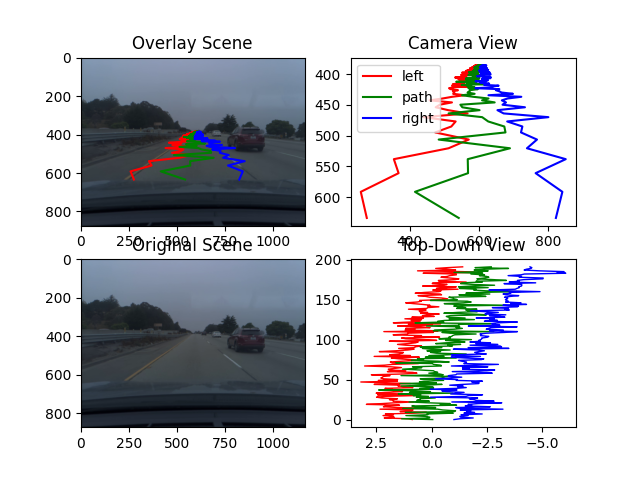 Overlay Scene
0
200
400
600
800
0 250 500 750 1000
Camera View
left
path
right
400
450
500
550
600
400 600 800
Original Scene
0
200
400
600
800
0 250 500 750 1000
Top-Down View
200
150
100
50
0
2.5 0.0 −2.5 −5.0